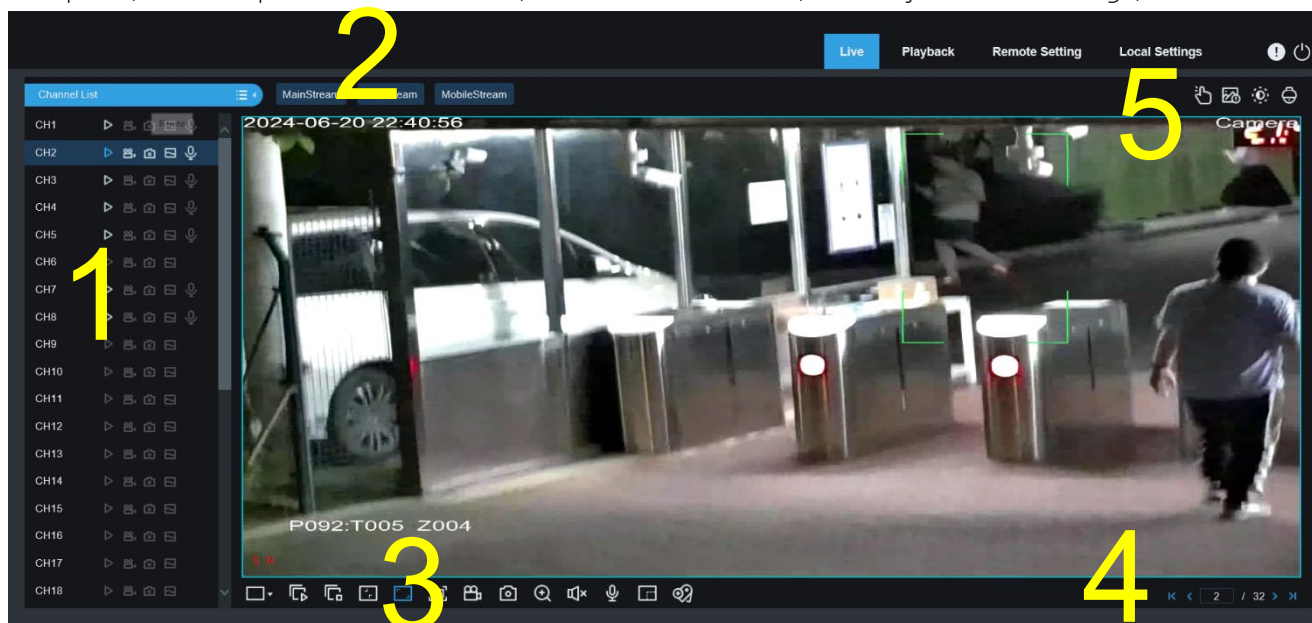 2
Live Playback Remote Setting Local Settings
5
Channel List
MainStream eam MobileStream
CH1
2024-06-20 22:40:56
Camera
CH2
CH3
CH4
CH5
CH6
1
CH7
CH8
CH9
CH10
CH11
CH12
CH13
CH14
CH15
CH16
P092:T005 Z004
CH17
S R
CH18
3
4
2 / 32